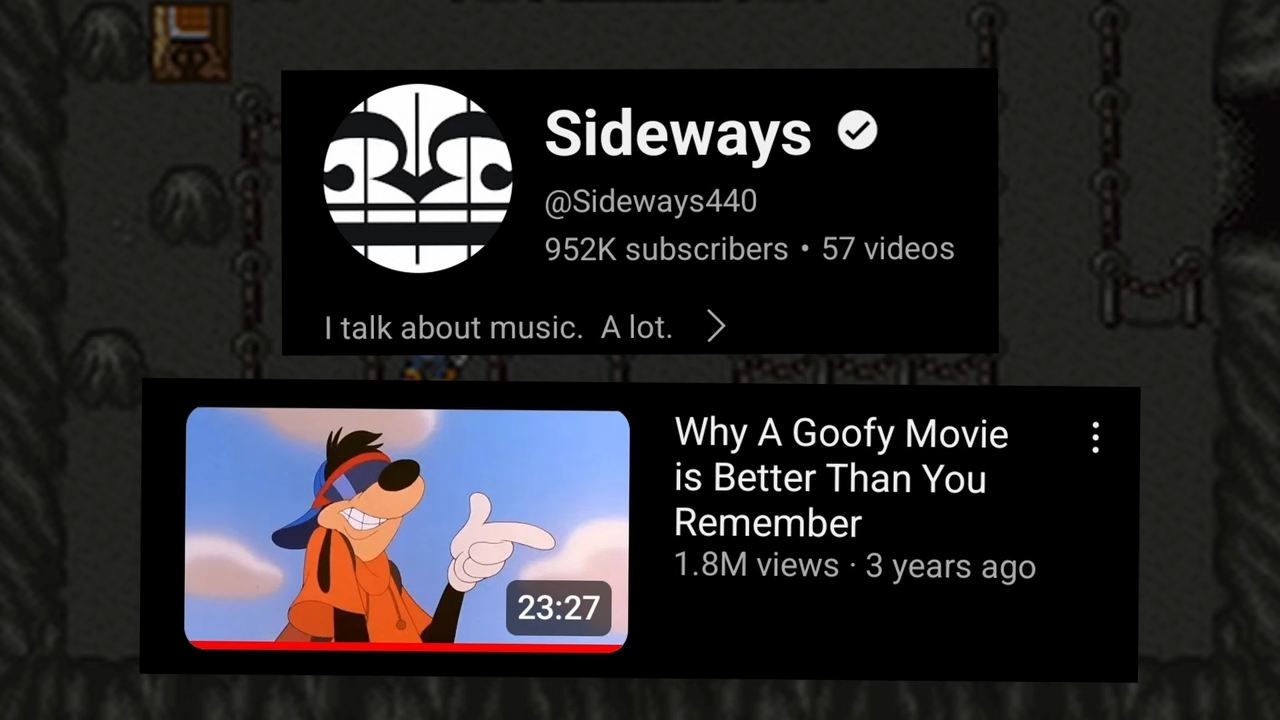 Sideways
@Sideways440
952K subscribers • 57 videos
I talk about music.  A lot.
Why A Goofy Movie
is Better Than You
Remember
1.8M views · 3 years ago
23:27